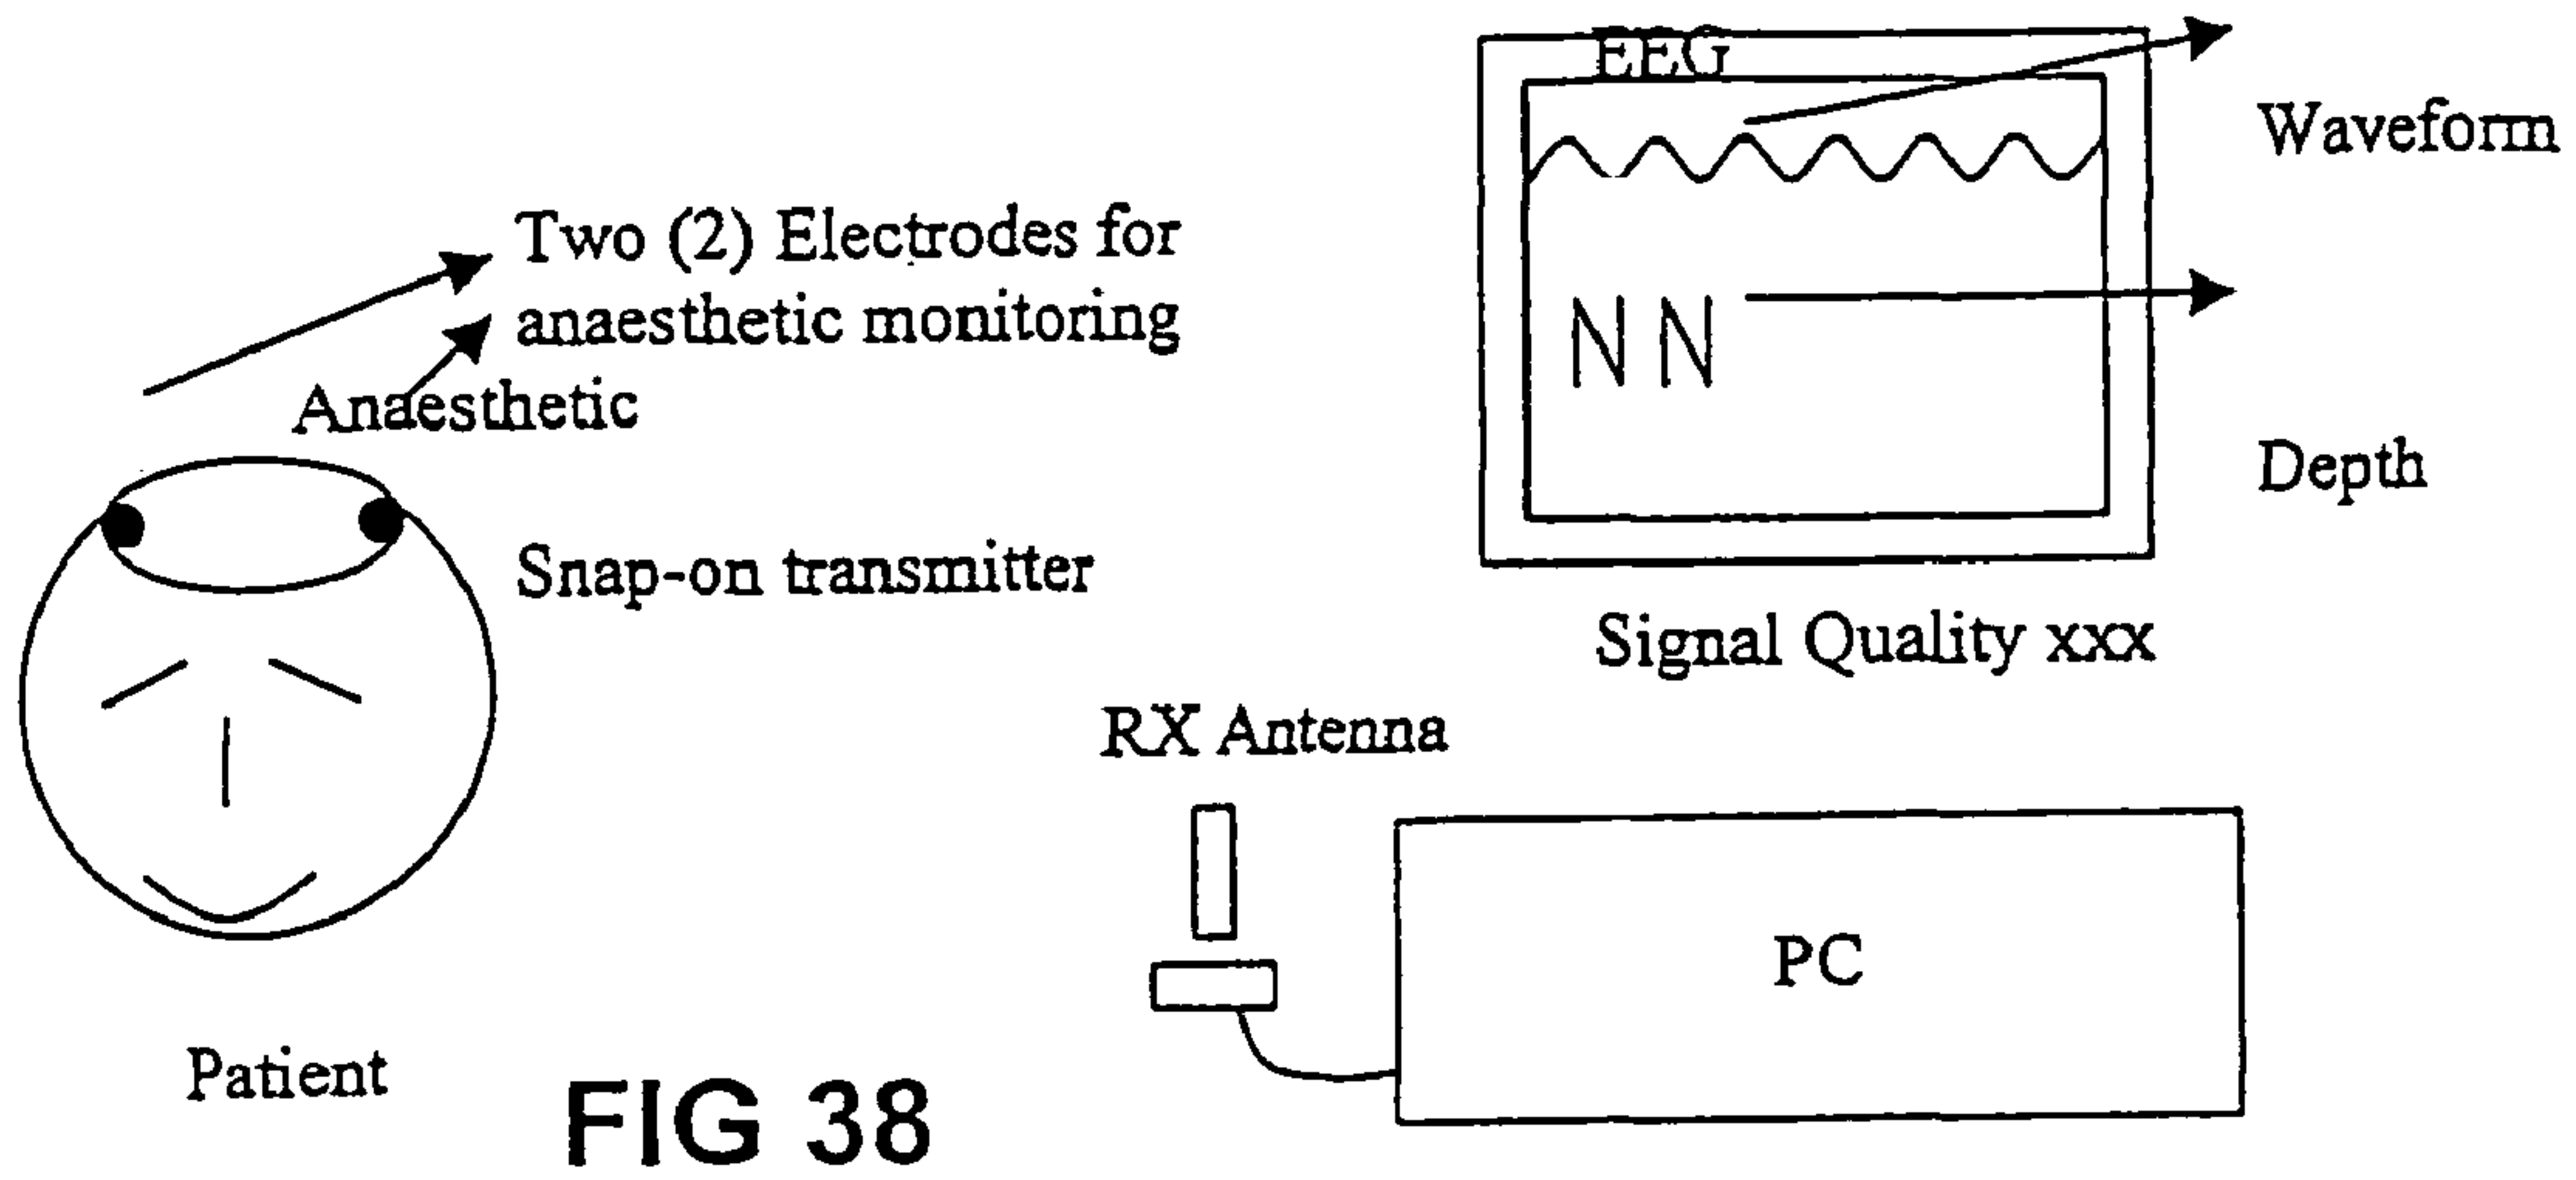 EEG
Waveform
Two (2) Electrodes for
anaesthetic monitoring
Anaesthetic
NN
Depth
Snap-on transmitter
Signal Quality xxx
RX Antenna
PC
Patient
FIG 38